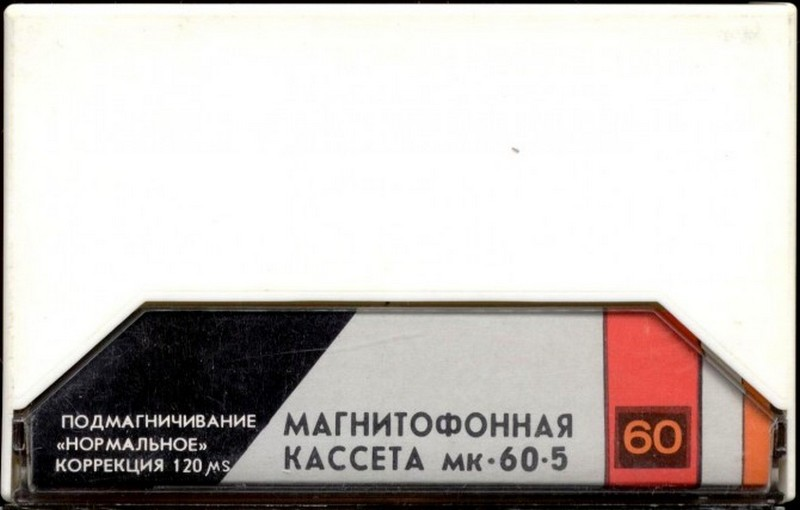 ПОДМАГНИЧИВАНИЕ
«НОРМАЛЬНОЕ»
КОРРЕКЦИЯ 120 μs
МАГНИТОФОННАЯ
КАССЕТА мк·60·5
60